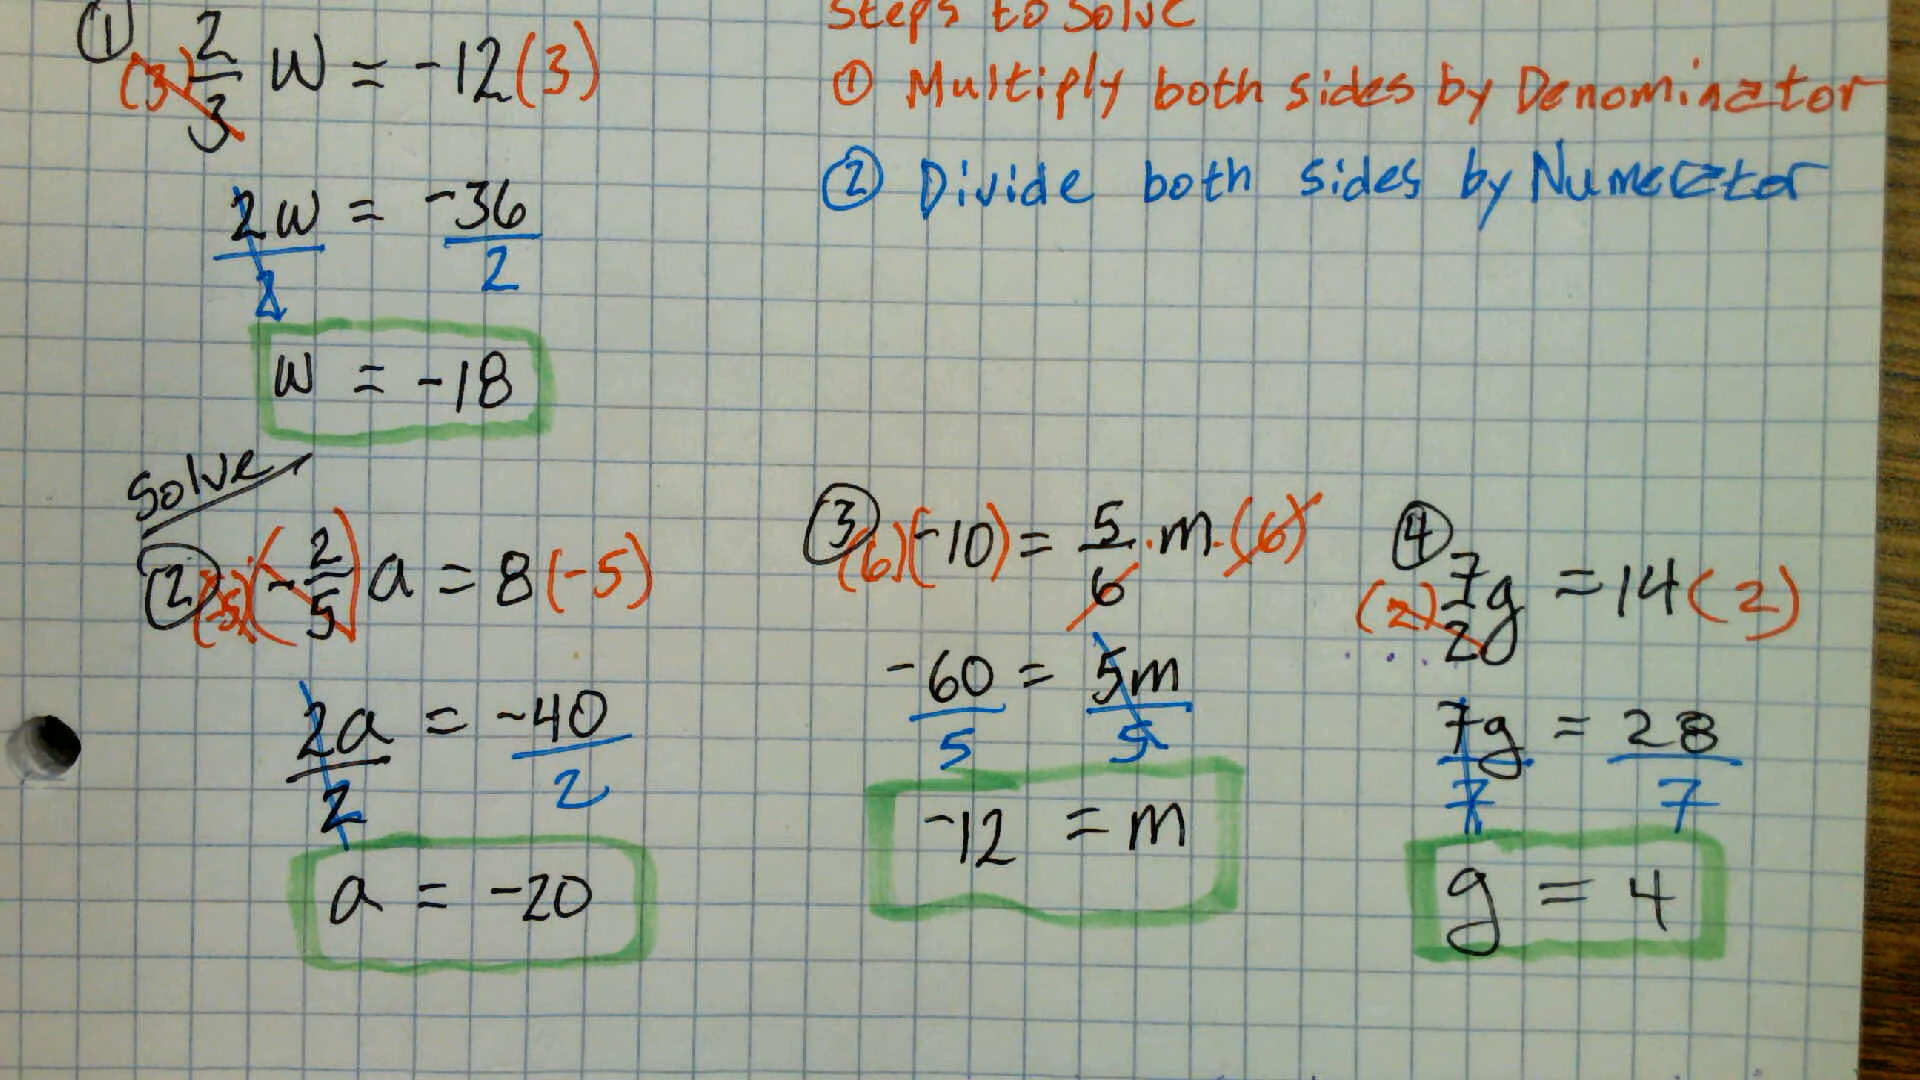 Steps to Solve
① Multiply both sides by Denominator
② Divide both sides by Numerator
①
(3) 2/3 w = -12(3)
2w/2 = -36/2
w = -18
Solve
②
(-5)(-2/5)a = 8(-5)
2a/2 = -40/2
a = -20
③
(6)(-10) = 5/6 · m · (6)
-60/5 = 5m/5
-12 = m
④
(2) 7/2 g = 14(2)
7g/7 = 28/7
g = 4